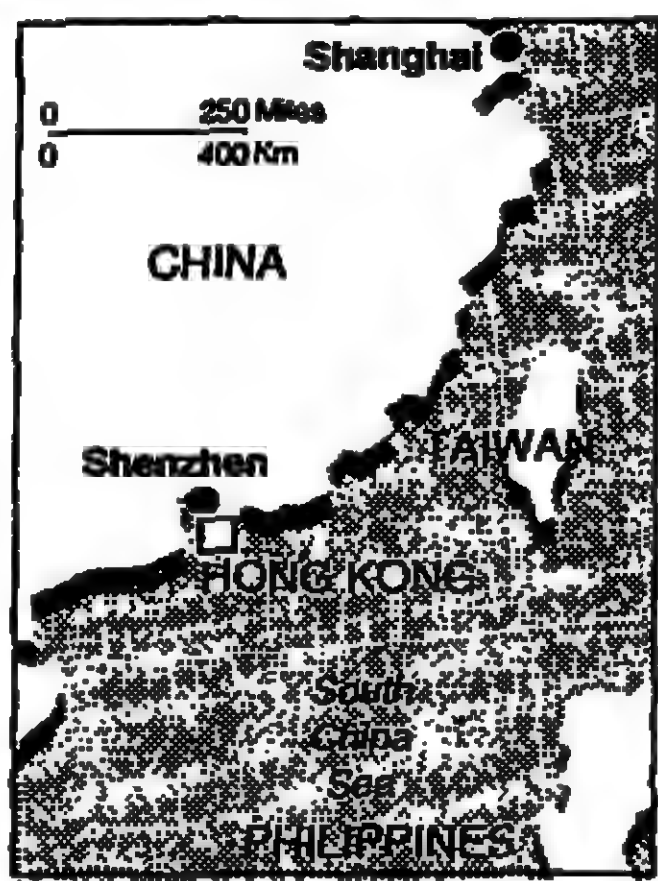 Shanghai
0 250 Miles
0 400 Km
CHINA
TAIWAN
Shenzhen
HONG KONG
South
China
Sea
PHILIPPINES